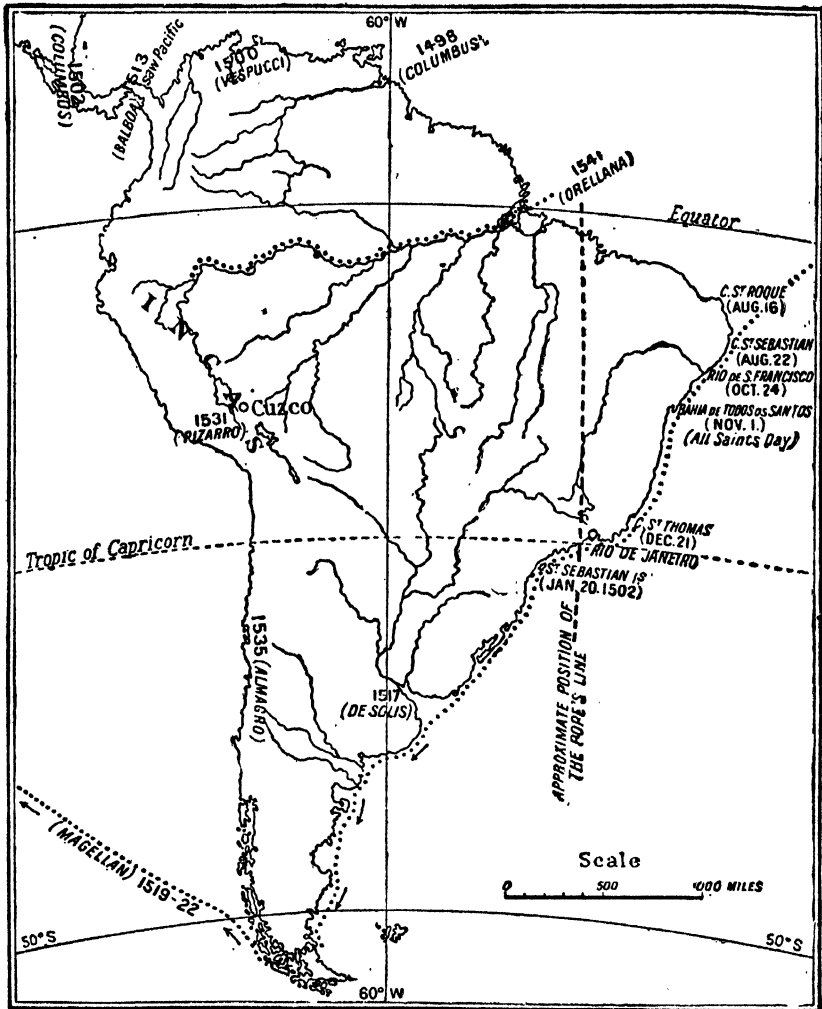 60° W
1498
(COLUMBUS)
1500
(VESPUCCI)
1513
Saw Pacific
(BALBOA)
1502
(COLUMBUS)
1541
(ORELLANA)
Equator
C. ST ROQUE
(AUG. 16)
C. ST SEBASTIAN
(AUG. 22)
RIO DE S. FRANCISCO
(OCT. 24)
BAHIA DE TODOS OS SANTOS
(NOV. 1.)
(All Saints Day)
INCAS
Cuzco
1531
(PIZARRO)
C. ST THOMAS
(DEC. 21)
RIO DE JANEIRO
Tropic of Capricorn
ST SEBASTIAN IS
(JAN. 20. 1502)
1535 (ALMAGRO)
1517
(DE SOLIS)
APPROXIMATE POSITION OF
THE POPE'S LINE
(MAGELLAN) 1519-22
Scale
0 500 1000 MILES
50° S
50° S
60° W